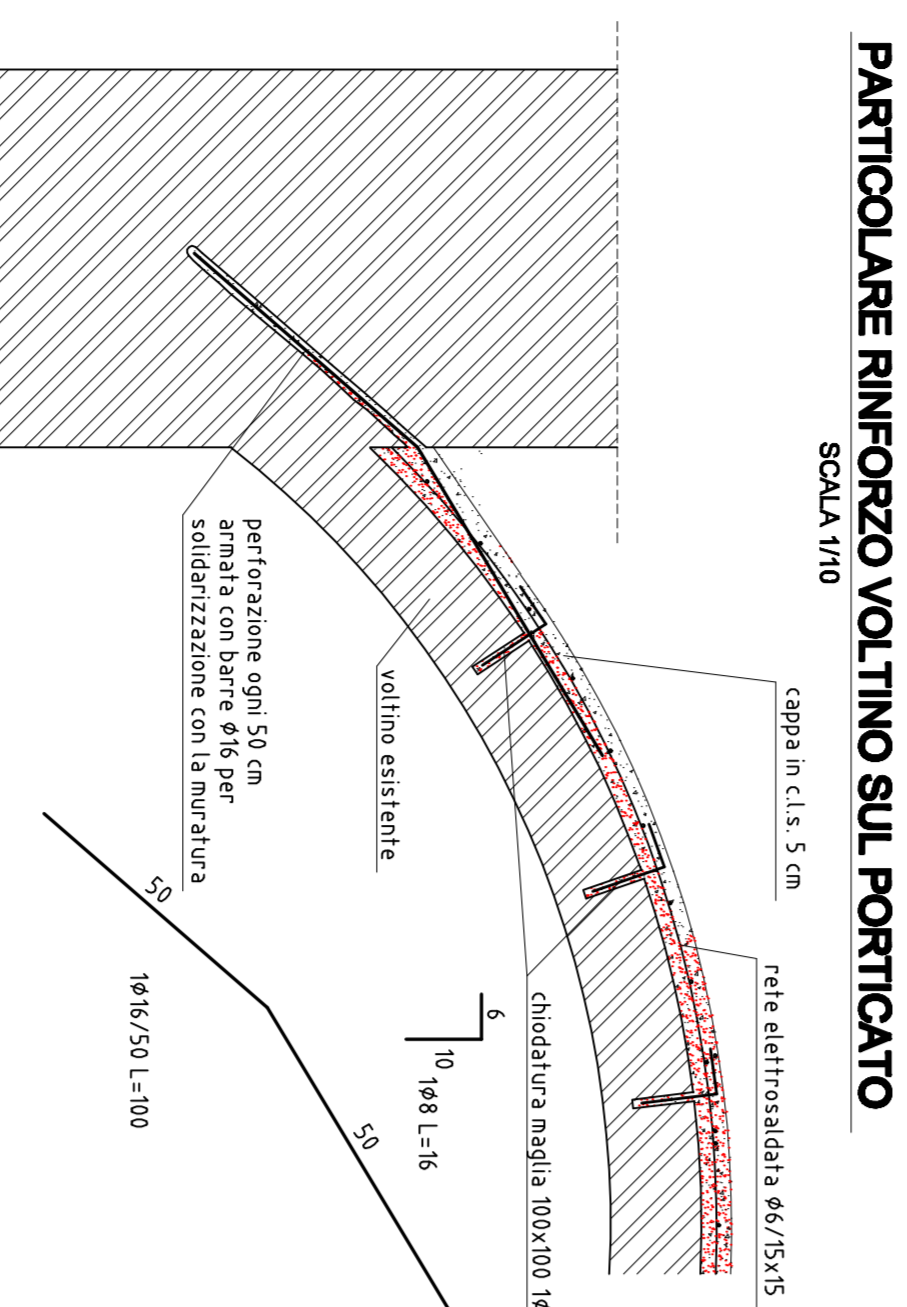 PARTICOLARE RINFORZO VOLTINO SUL PORTICATO
SCALA 1/10
cappa in c.l.s. 5 cm
rete elettrosaldata ϕ6/15x15
perforazione ogni 50 cm
armata con barre ϕ16 per
solidarizzazione con la muratura
voltino esistente
chiodatura maglia 100x100 1ϕ
6
10
1ϕ8 L=16
50
50
1ϕ16/50 L=100